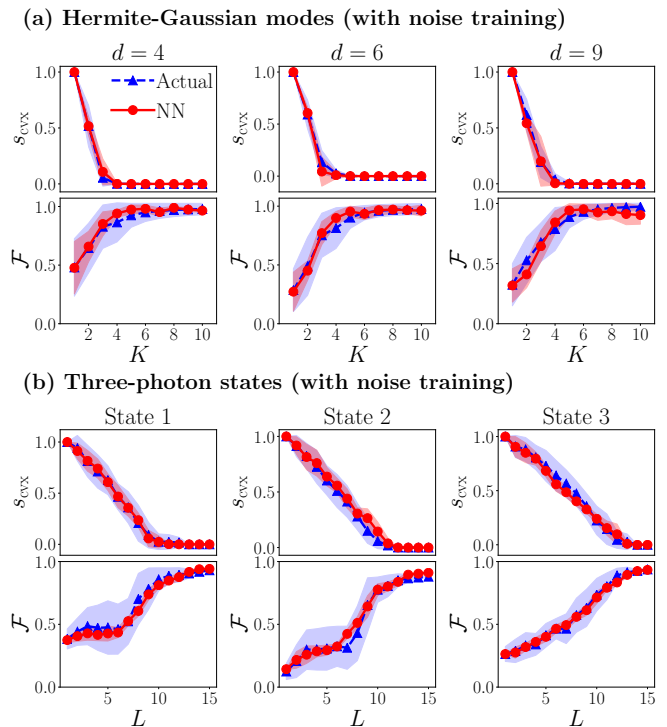 (a) Hermite-Gaussian modes (with noise training)
d = 4 d = 6 d = 9
1.0 1.0 1.0
Actual
NN
s_cvx s_cvx s_cvx
0.5 0.5 0.5
0.0 0.0 0.0
1.0 1.0 1.0
F F F
0.5 0.5 0.5
0.0 0.0 0.0
2 4 6 8 10 2 4 6 8 10 2 4 6 8 10
K K K
(b) Three-photon states (with noise training)
State 1 State 2 State 3
1.0 1.0 1.0
s_cvx s_cvx s_cvx
0.5 0.5 0.5
0.0 0.0 0.0
1.0 1.0 1.0
F F F
0.5 0.5 0.5
0.0 0.0 0.0
5 10 15 5 10 15 5 10 15
L L L